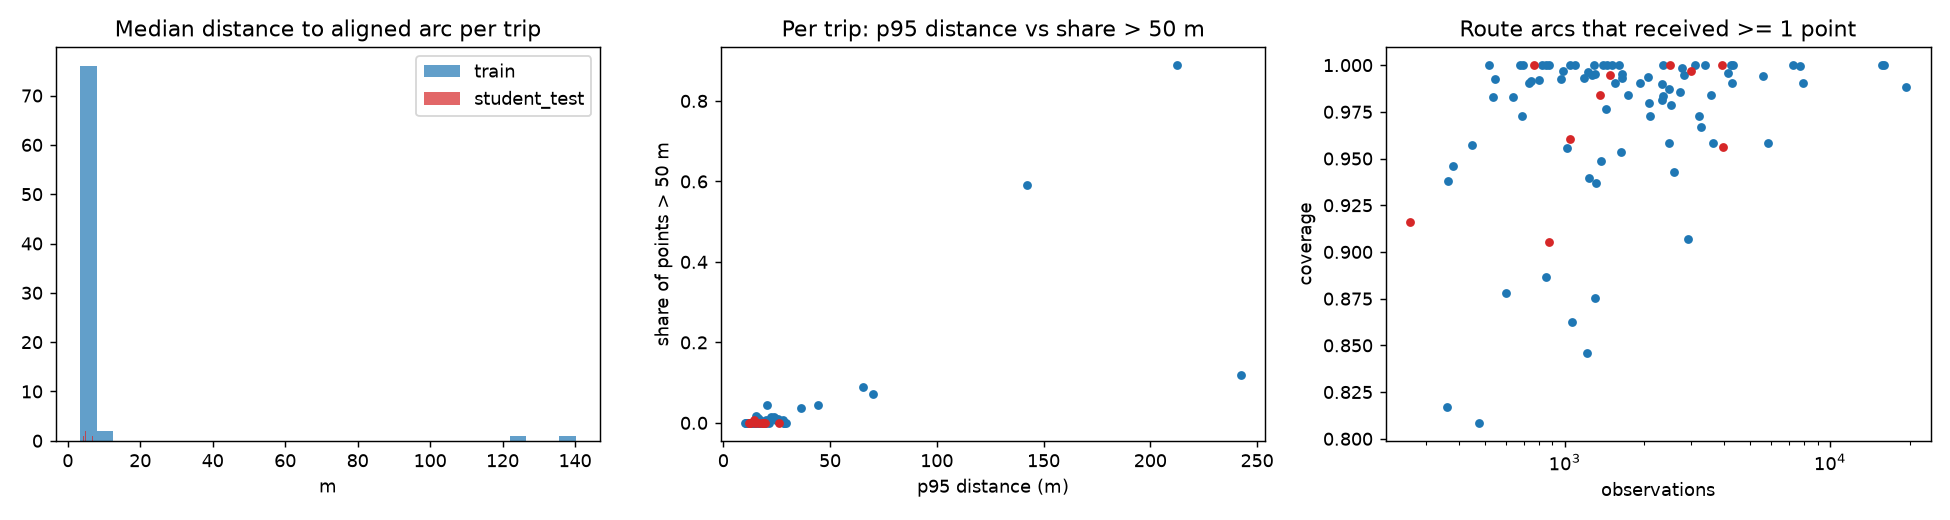 Median distance to aligned arc per trip
train
student_test
70
60
50
40
30
20
10
0
0 20 40 60 80 100 120 140
m
Per trip: p95 distance vs share > 50 m
share of points > 50 m
0.8
0.6
0.4
0.2
0.0
0 50 100 150 200 250
p95 distance (m)
Route arcs that received >= 1 point
coverage
1.000
0.975
0.950
0.925
0.900
0.875
0.850
0.825
0.800
10³ 10⁴
observations